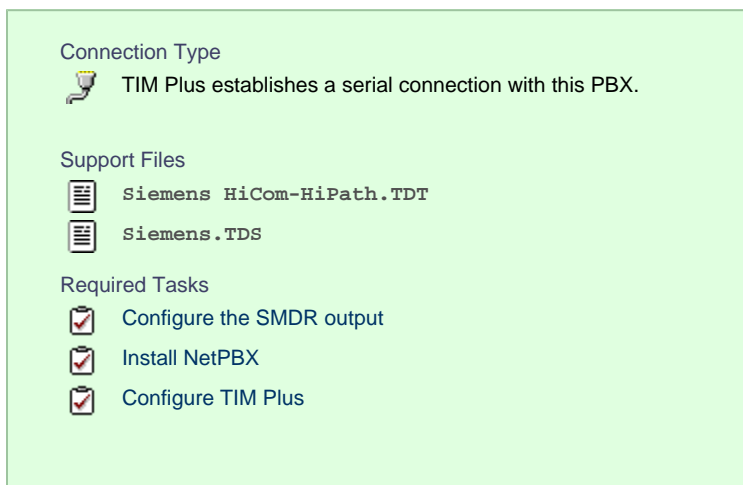 Connection Type
TIM Plus establishes a serial connection with this PBX.
Support Files
Siemens HiCom-HiPath.TDT
Siemens.TDS
Required Tasks
Configure the SMDR output
Install NetPBX
Configure TIM Plus